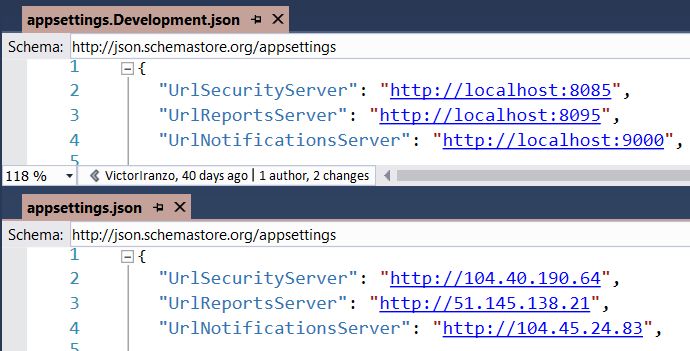 appsettings.Development.json
Schema: http://json.schemastore.org/appsettings
1 {
2 "UrlSecurityServer": "http://localhost:8085",
3 "UrlReportsServer": "http://localhost:8095",
4 "UrlNotificationsServer": "http://localhost:9000",
118 % VictorIranzo, 40 days ago | 1 author, 2 changes
appsettings.json
Schema: http://json.schemastore.org/appsettings
1 {
2 "UrlSecurityServer": "http://104.40.190.64",
3 "UrlReportsServer": "http://51.145.138.21",
4 "UrlNotificationsServer": "http://104.45.24.83",